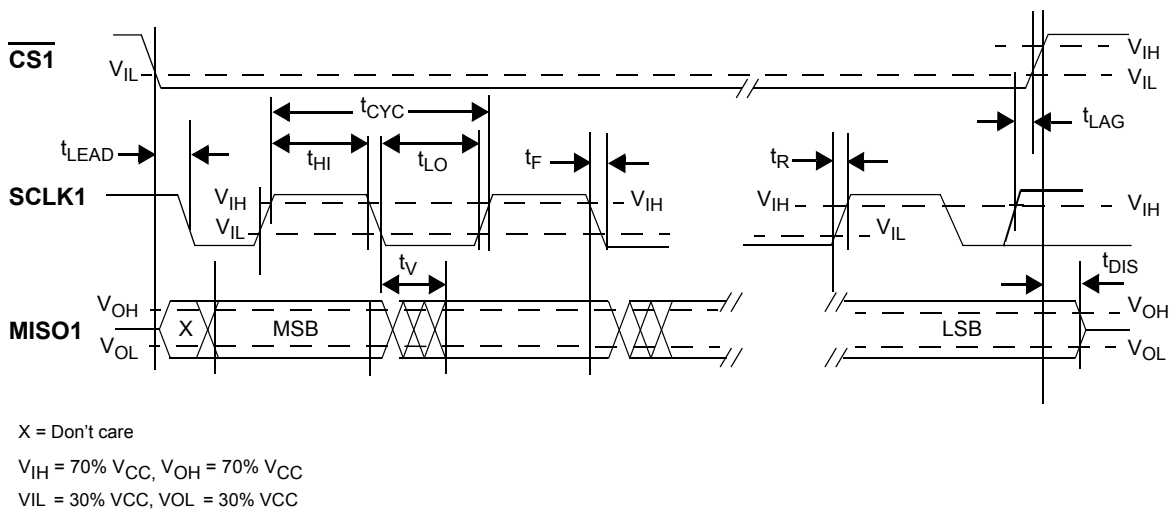 CS1
VIL
VIH
VIL
tCYC
tLEAD
tHI
tLO
tF
tR
tLAG
SCLK1
VIH
VIL
VIH
VIH
VIL
VIH
tV
tDIS
MISO1
VOH
VOL
X
MSB
LSB
VOH
VOL
X = Don't care
VIH = 70% VCC, VOH = 70% VCC
VIL = 30% VCC, VOL = 30% VCC